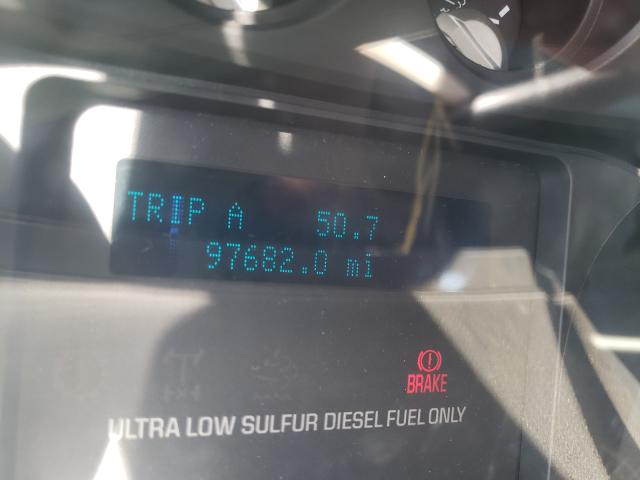 TRIP A 50.7
97682.0 mi
BRAKE
ULTRA LOW SULFUR DIESEL FUEL ONLY